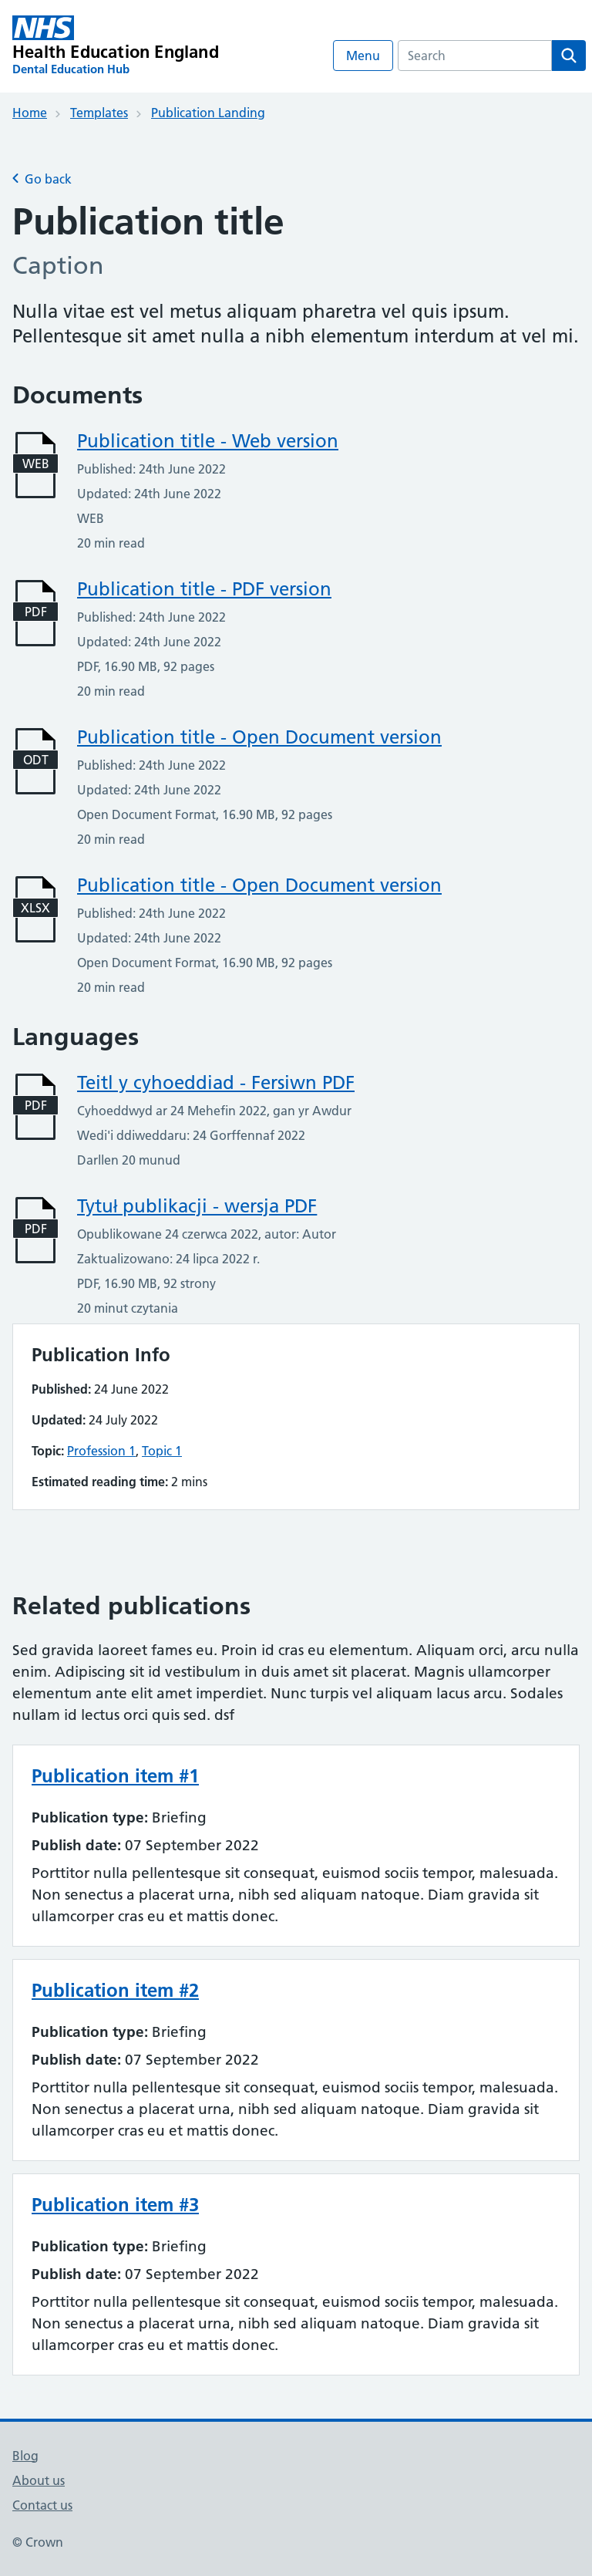 NHS
Health Education England
Dental Education Hub
Menu
Search
Home
Templates
Publication Landing
Go back
Publication title
Caption
Nulla vitae est vel metus aliquam pharetra vel quis ipsum.
Pellentesque sit amet nulla a nibh elementum interdum at vel mi.
Documents
WEB
Publication title - Web version
Published: 24th June 2022
Updated: 24th June 2022
WEB
20 min read
PDF
Publication title - PDF version
Published: 24th June 2022
Updated: 24th June 2022
PDF, 16.90 MB, 92 pages
20 min read
ODT
Publication title - Open Document version
Published: 24th June 2022
Updated: 24th June 2022
Open Document Format, 16.90 MB, 92 pages
20 min read
XLSX
Publication title - Open Document version
Published: 24th June 2022
Updated: 24th June 2022
Open Document Format, 16.90 MB, 92 pages
20 min read
Languages
PDF
Teitl y cyhoeddiad - Fersiwn PDF
Cyhoeddwyd ar 24 Mehefin 2022, gan yr Awdur
Wedi'i ddiweddaru: 24 Gorffennaf 2022
Darllen 20 munud
PDF
Tytuł publikacji - wersja PDF
Opublikowane 24 czerwca 2022, autor: Autor
Zaktualizowano: 24 lipca 2022 r.
PDF, 16.90 MB, 92 strony
20 minut czytania
Publication Info
Published: 24 June 2022
Updated: 24 July 2022
Topic: Profession 1, Topic 1
Estimated reading time: 2 mins
Related publications
Sed gravida laoreet fames eu. Proin id cras eu elementum. Aliquam orci, arcu nulla
enim. Adipiscing sit id vestibulum in duis amet sit placerat. Magnis ullamcorper
elementum ante elit amet imperdiet. Nunc turpis vel aliquam lacus arcu. Sodales
nullam id lectus orci quis sed. dsf
Publication item #1
Publication type: Briefing
Publish date: 07 September 2022
Porttitor nulla pellentesque sit consequat, euismod sociis tempor, malesuada.
Non senectus a placerat urna, nibh sed aliquam natoque. Diam gravida sit
ullamcorper cras eu et mattis donec.
Publication item #2
Publication type: Briefing
Publish date: 07 September 2022
Porttitor nulla pellentesque sit consequat, euismod sociis tempor, malesuada.
Non senectus a placerat urna, nibh sed aliquam natoque. Diam gravida sit
ullamcorper cras eu et mattis donec.
Publication item #3
Publication type: Briefing
Publish date: 07 September 2022
Porttitor nulla pellentesque sit consequat, euismod sociis tempor, malesuada.
Non senectus a placerat urna, nibh sed aliquam natoque. Diam gravida sit
ullamcorper cras eu et mattis donec.
Blog
About us
Contact us
© Crown